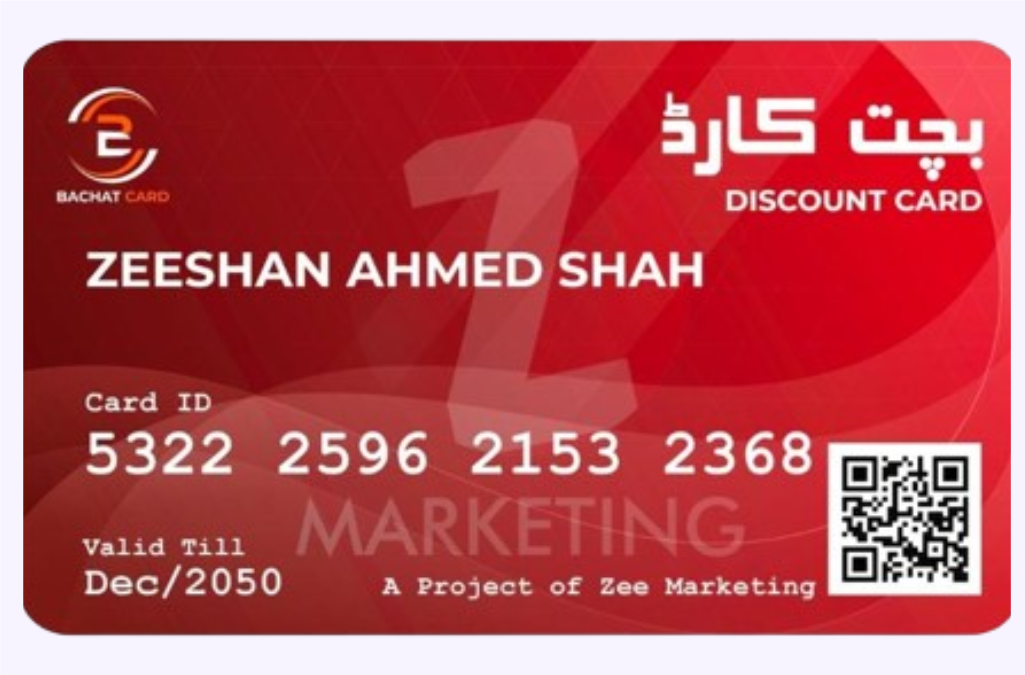 BACHAT CARD
بچت کارڈ
DISCOUNT CARD
ZEESHAN AHMED SHAH
Card ID
5322 2596 2153 2368
MARKETING
Valid Till
Dec/2050
A Project of Zee Marketing